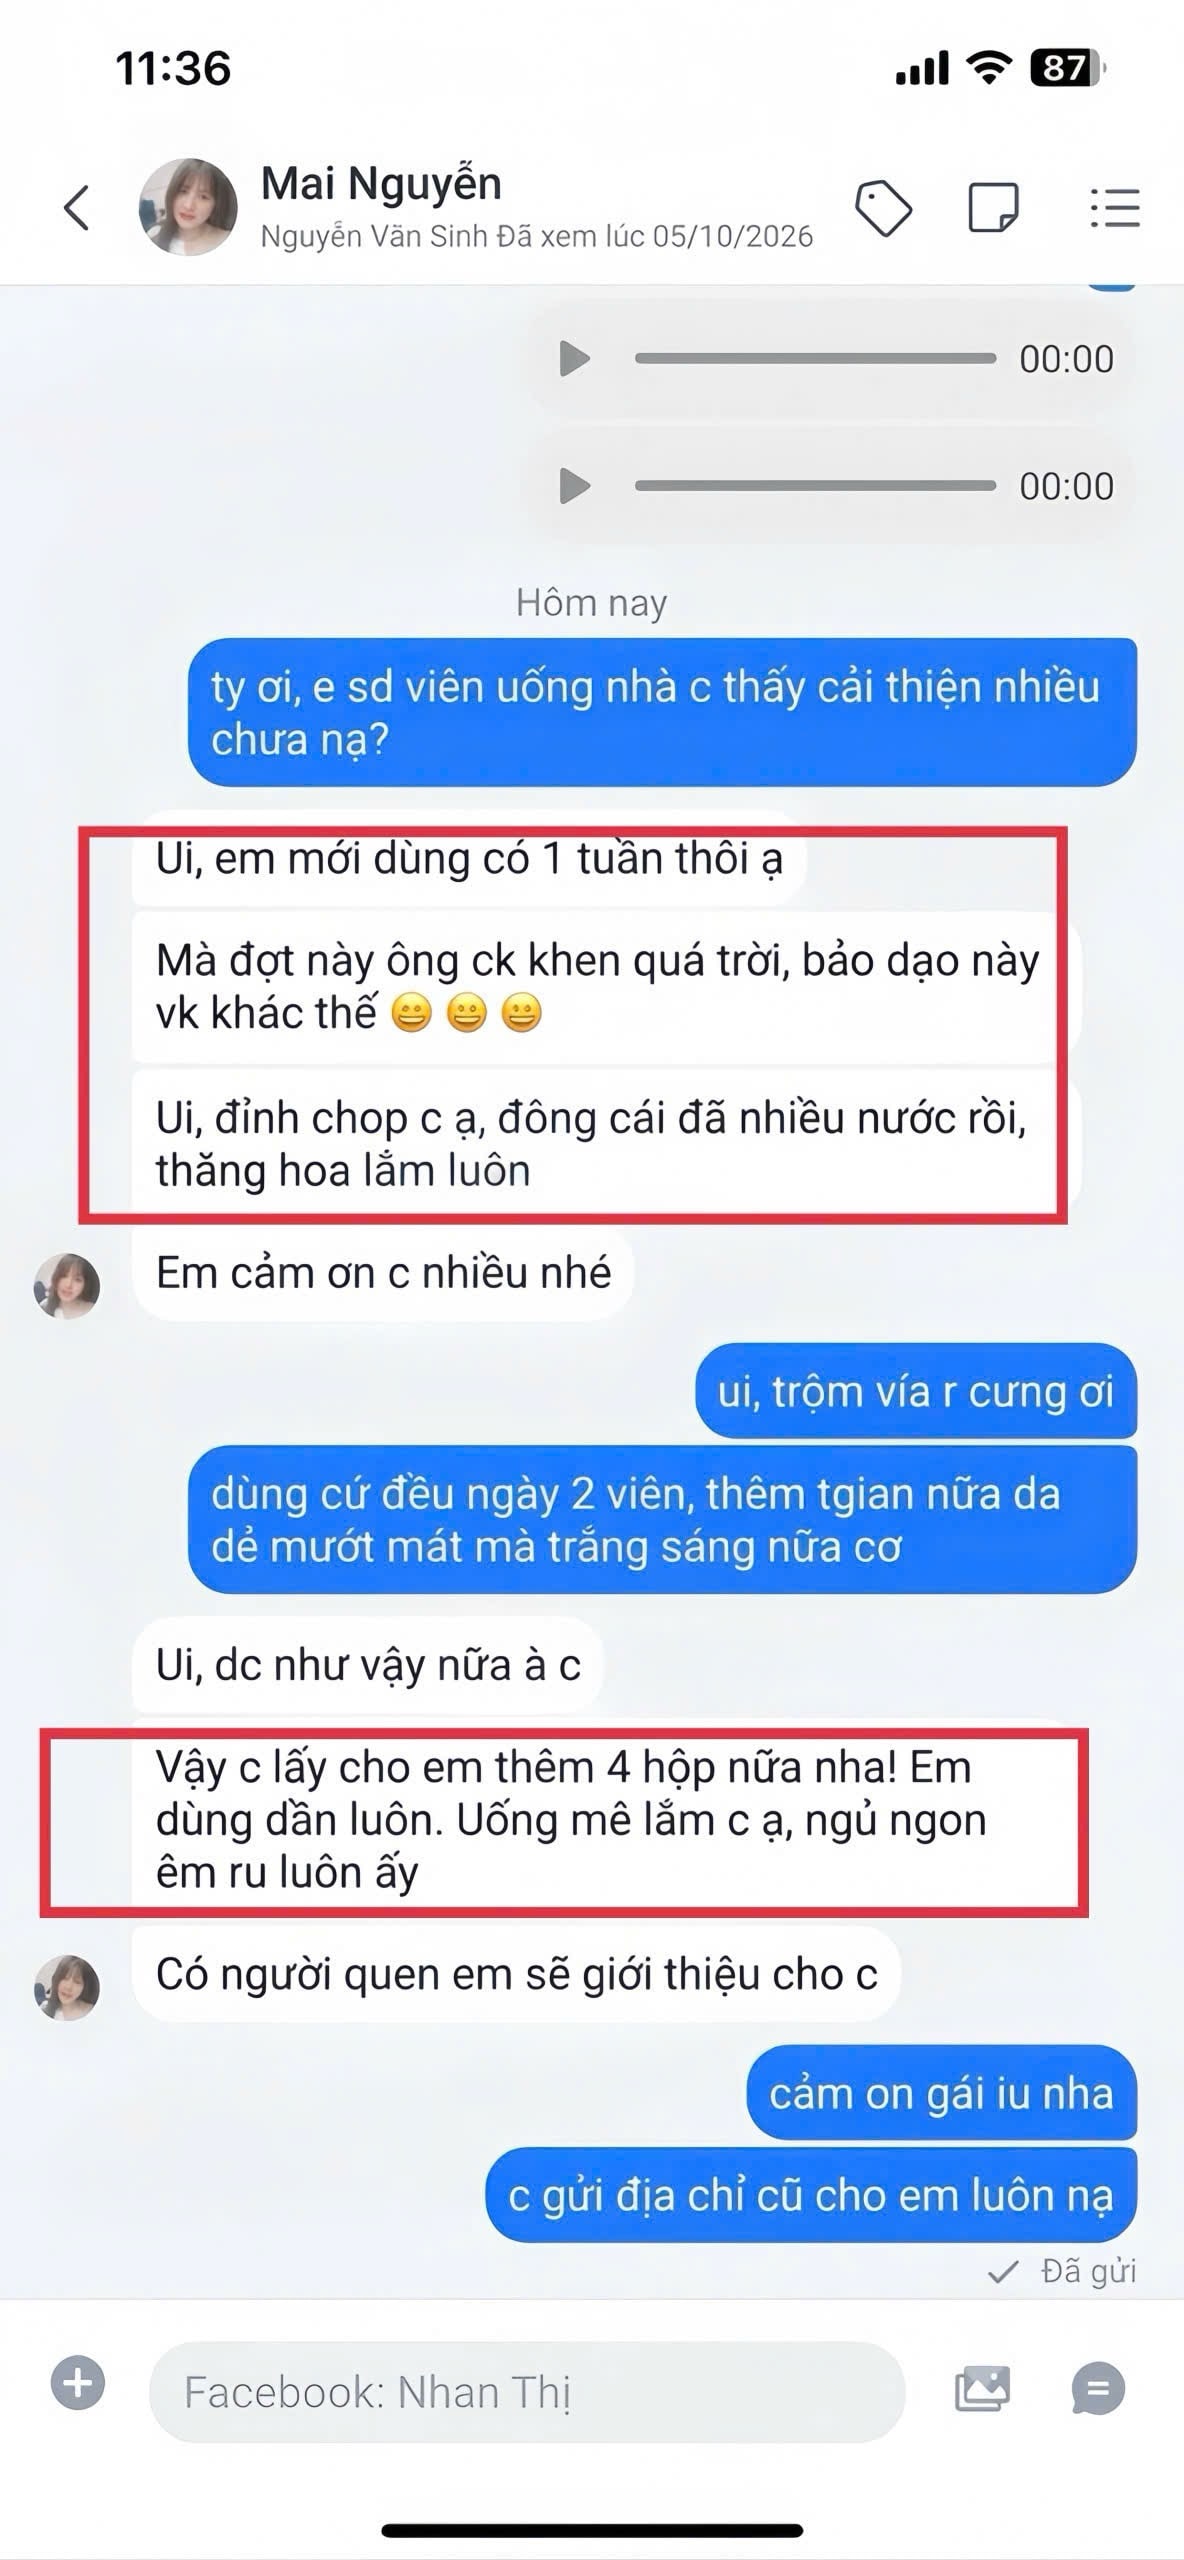 11:36
87
Mai Nguyễn
Nguyễn Văn Sinh Đã xem lúc 05/10/2026
00:00
00:00
Hôm nay
ty ơi, e sd viên uống nhà c thấy cải thiện nhiều
chưa nạ?
Ui, em mới dùng có 1 tuần thôi ạ
Mà đợt này ông ck khen quá trời, bảo dạo này
vk khác thế 😄 😄 😄
Ui, đỉnh chop c ạ, đông cái đã nhiều nước rồi,
thăng hoa lắm luôn
Em cảm ơn c nhiều nhé
ui, trộm vía r cưng ơi
dùng cứ đều ngày 2 viên, thêm tgian nữa da
dẻ mướt mát mà trắng sáng nữa cơ
Ui, dc như vậy nữa à c
Vậy c lấy cho em thêm 4 hộp nữa nha! Em
dùng dần luôn. Uống mê lắm c ạ, ngủ ngon
êm ru luôn ấy
Có người quen em sẽ giới thiệu cho c
cảm on gái iu nha
c gửi địa chỉ cũ cho em luôn nạ
Đã gửi
Facebook: Nhan Thị